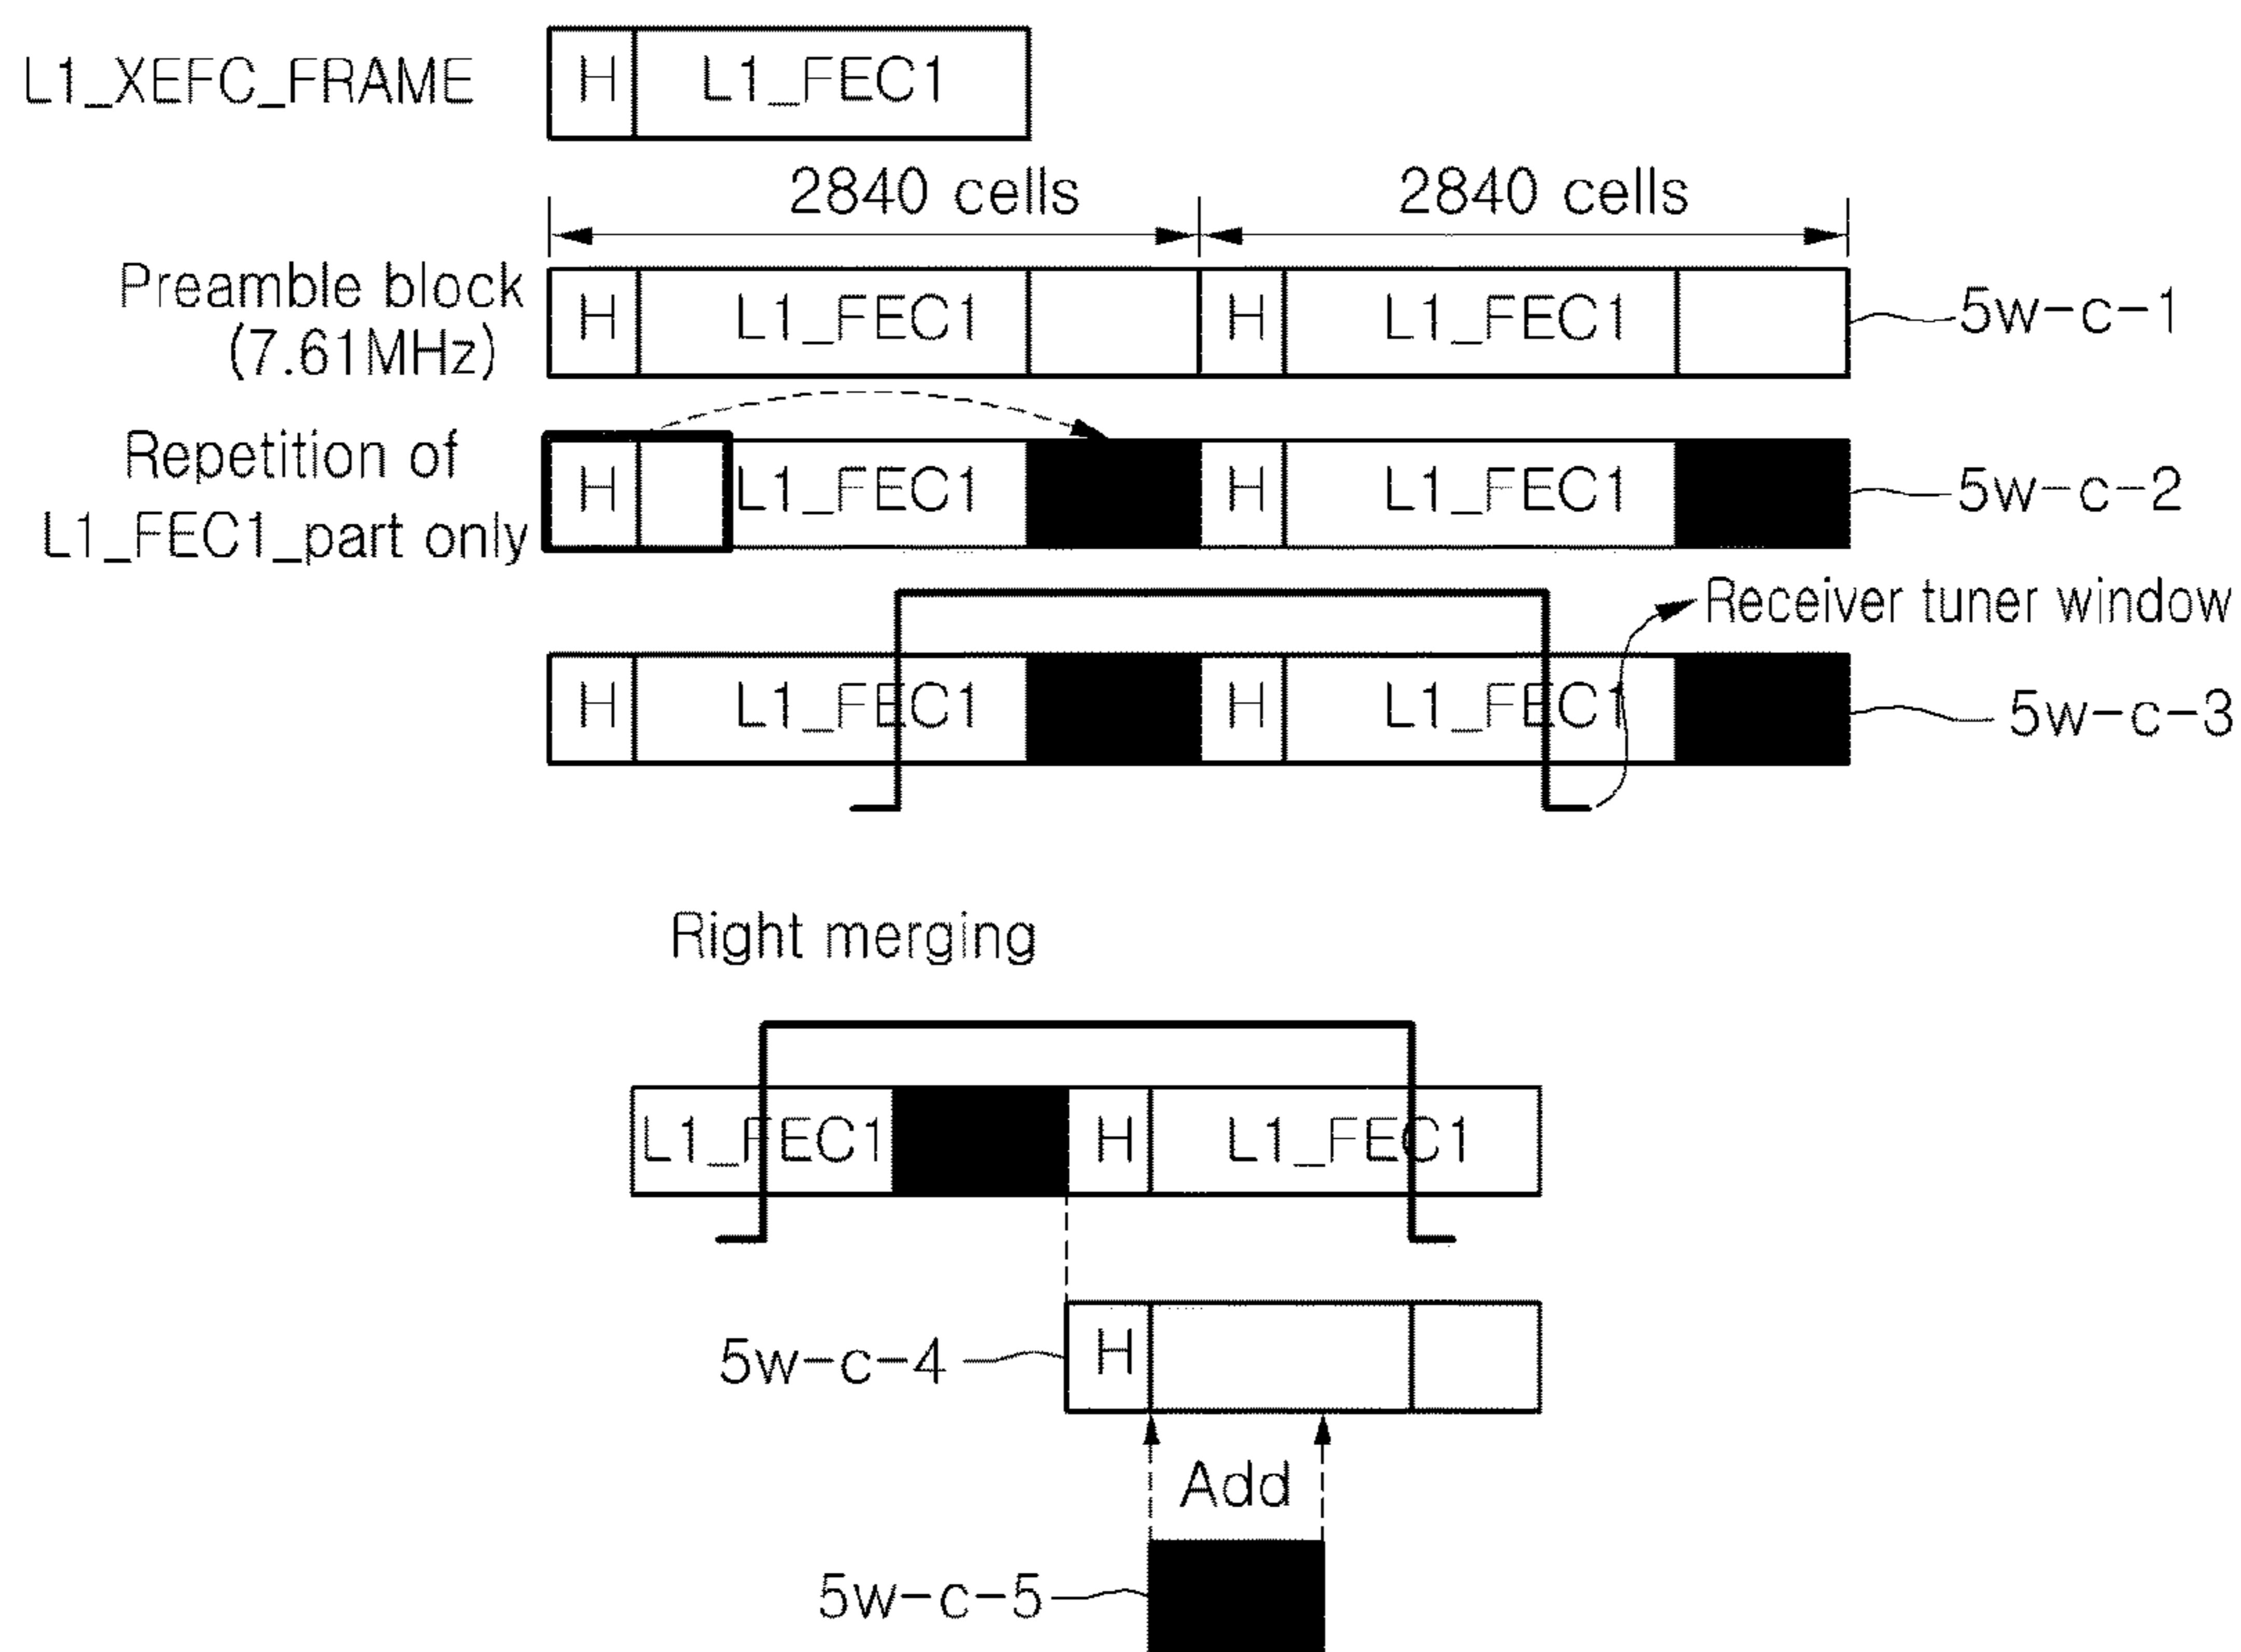 L1_XEFC_FRAME H L1_FEC1
2840 cells 2840 cells
Preamble block
(7.61MHz)
H L1_FEC1 H L1_FEC1 5w-c-1
Repetition of
L1_FEC1_part only
H L1_FEC1 H L1_FEC1 5w-c-2
Receiver tuner window
H L1_FEC1 H L1_FEC1 5w-c-3
Right merging
L1_FEC1 H L1_FEC1
5w-c-4 H
Add
5w-c-5